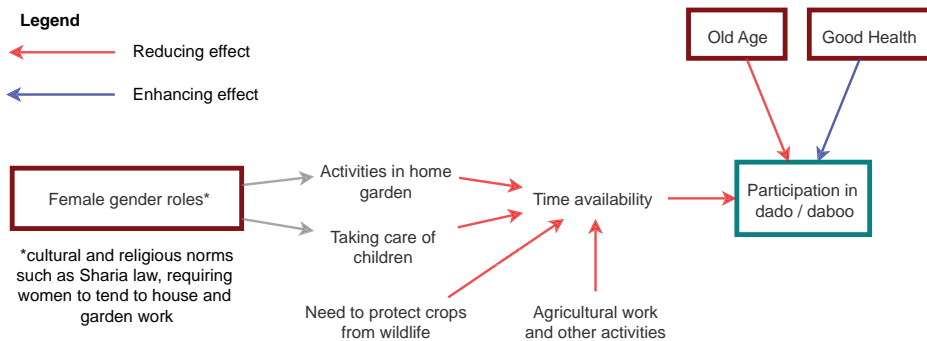 Legend
Reducing effect
Enhancing effect
Old Age
Good Health
Female gender roles*
*cultural and religious norms
such as Sharia law, requiring
women to tend to house and
garden work
Activities in home
garden
Taking care of
children
Need to protect crops
from wildlife
Agricultural work
and other activities
Time availability
Participation in
dado / daboo